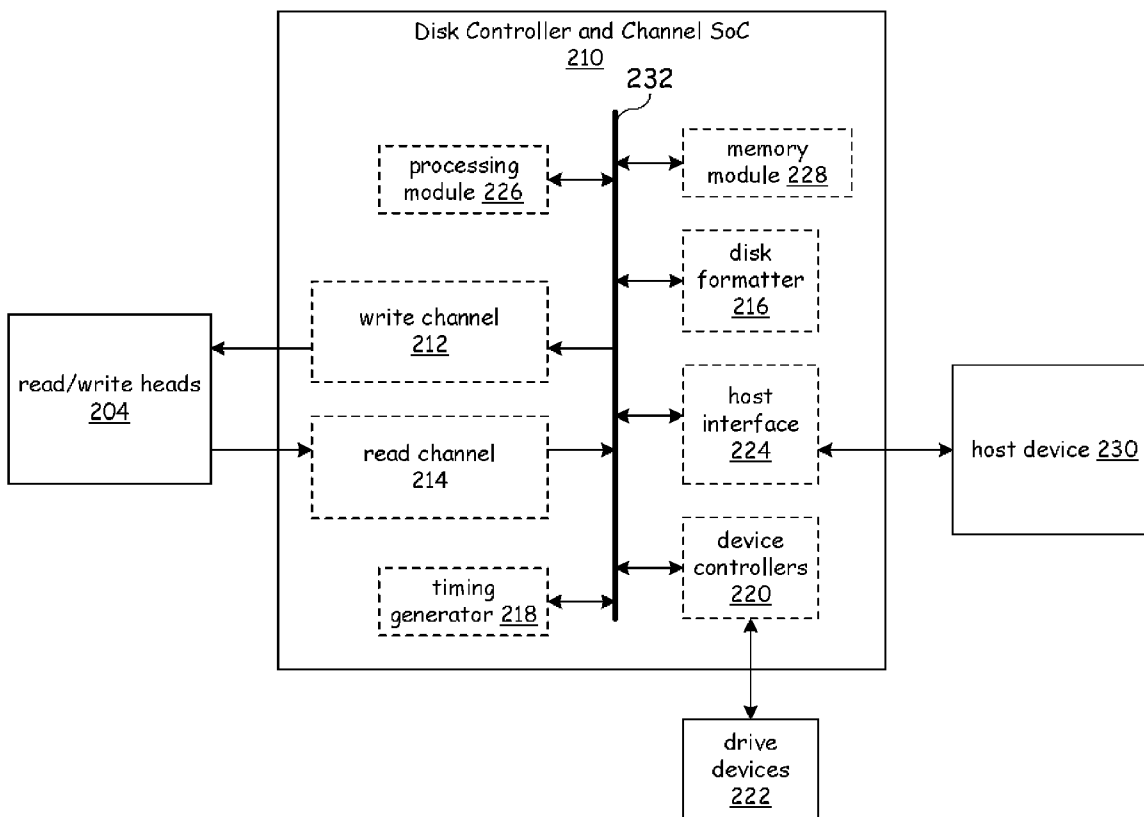 Disk Controller and Channel SoC
210
232
processing
module 226
memory
module 228
disk
formatter
216
write channel
212
read/write heads
204
host
interface
224
host device 230
read channel
214
device
controllers
220
timing
generator 218
drive
devices
222